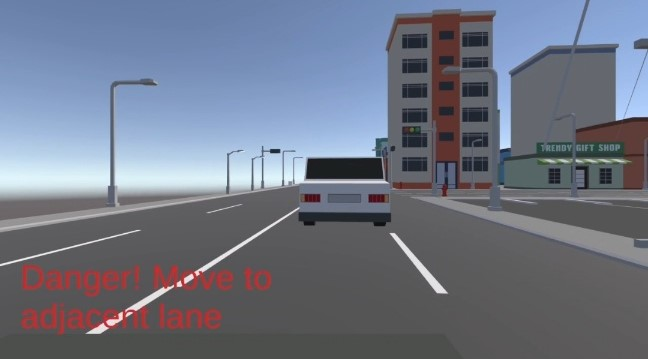 TRENDY GIFT SHOP
Danger! Move to
adjacent lane